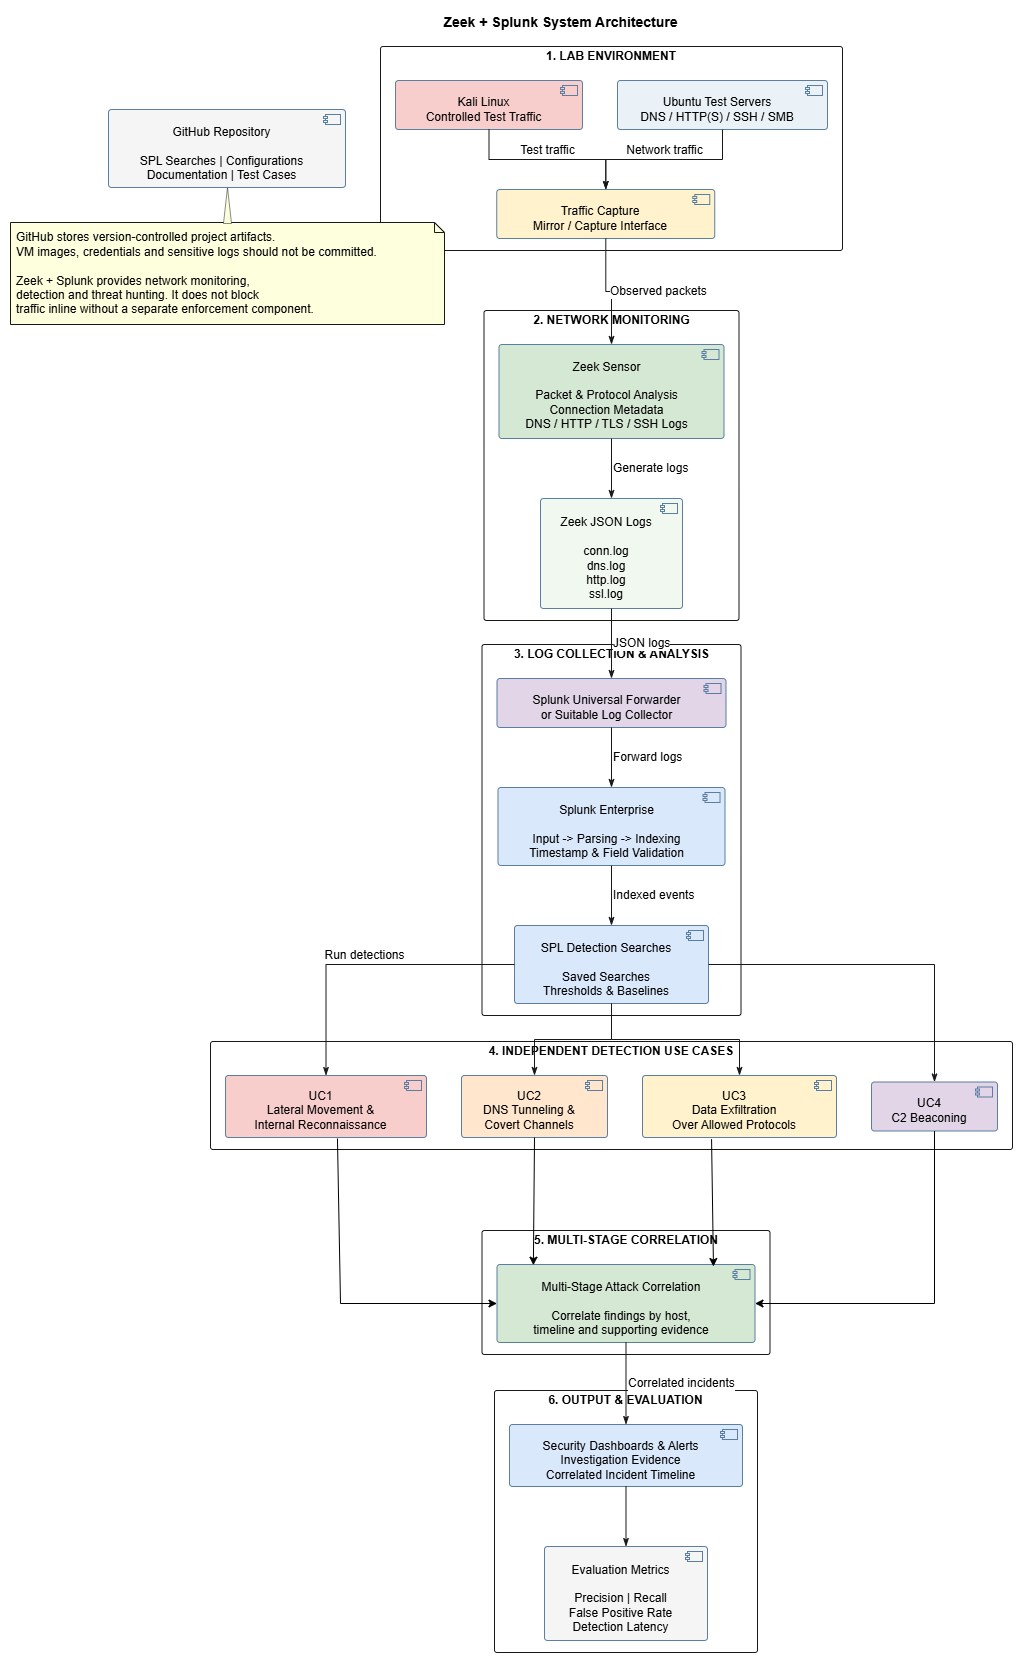 Zeek + Splunk System Architecture
1. LAB ENVIRONMENT
Kali Linux
Controlled Test Traffic
Ubuntu Test Servers
DNS / HTTP(S) / SSH / SMB
GitHub Repository
SPL Searches | Configurations
Documentation | Test Cases
Test traffic
Network traffic
Traffic Capture
Mirror / Capture Interface
GitHub stores version-controlled project artifacts.
VM images, credentials and sensitive logs should not be committed.
Zeek + Splunk provides network monitoring,
detection and threat hunting. It does not block
traffic inline without a separate enforcement component.
Observed packets
2. NETWORK MONITORING
Zeek Sensor
Packet & Protocol Analysis
Connection Metadata
DNS / HTTP / TLS / SSH Logs
Generate logs
Zeek JSON Logs
conn.log
dns.log
http.log
ssl.log
JSON logs
3. LOG COLLECTION & ANALYSIS
Splunk Universal Forwarder
or Suitable Log Collector
Forward logs
Splunk Enterprise
Input -> Parsing -> Indexing
Timestamp & Field Validation
Indexed events
SPL Detection Searches
Saved Searches
Thresholds & Baselines
Run detections
4. INDEPENDENT DETECTION USE CASES
UC1
Lateral Movement &
Internal Reconnaissance
UC2
DNS Tunneling &
Covert Channels
UC3
Data Exfiltration
Over Allowed Protocols
UC4
C2 Beaconing
5. MULTI-STAGE CORRELATION
Multi-Stage Attack Correlation
Correlate findings by host,
timeline and supporting evidence
Correlated incidents
6. OUTPUT & EVALUATION
Security Dashboards & Alerts
Investigation Evidence
Correlated Incident Timeline
Evaluation Metrics
Precision | Recall
False Positive Rate
Detection Latency